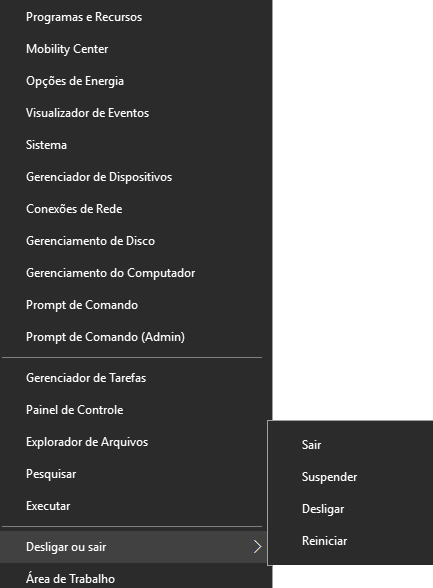 Programas e Recursos
Mobility Center
Opções de Energia
Visualizador de Eventos
Sistema
Gerenciador de Dispositivos
Conexões de Rede
Gerenciamento de Disco
Gerenciamento do Computador
Prompt de Comando
Prompt de Comando (Admin)
Gerenciador de Tarefas
Painel de Controle
Explorador de Arquivos
Pesquisar
Executar
Desligar ou sair
Área de Trabalho
Sair
Suspender
Desligar
Reiniciar